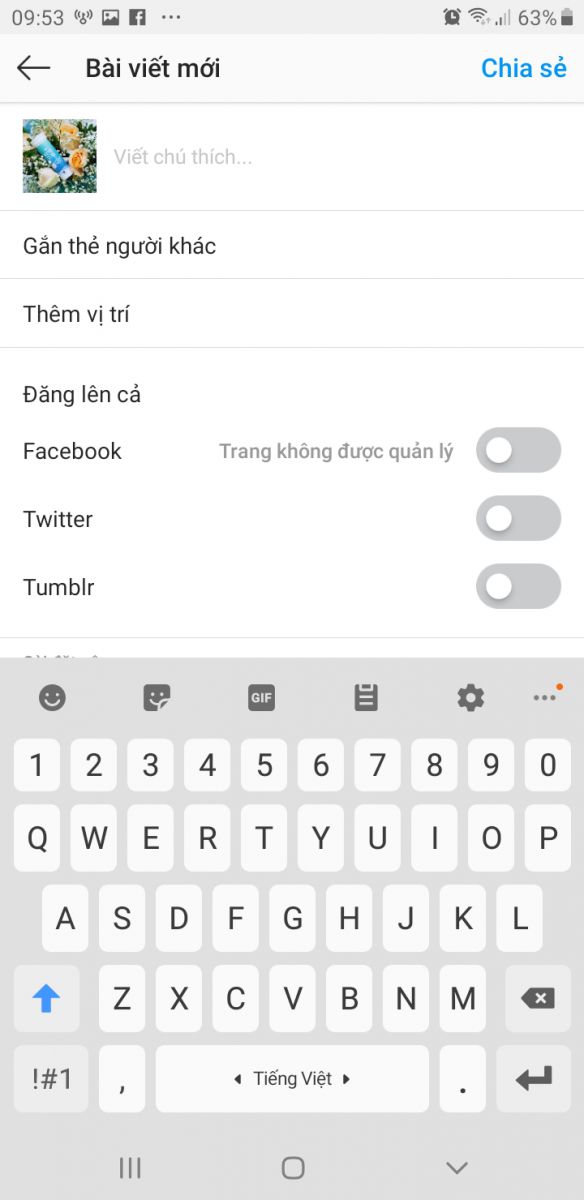 09:53 63%
Bài viết mới Chia sẻ
Viết chú thích...
Gắn thẻ người khác
Thêm vị trí
Đăng lên cả
Facebook Trang không được quản lý
Twitter
Tumblr
GIF
1 2 3 4 5 6 7 8 9 0
Q W E R T Y U I O P
A S D F G H J K L
Z X C V B N M
!#1 , Tiếng Việt .